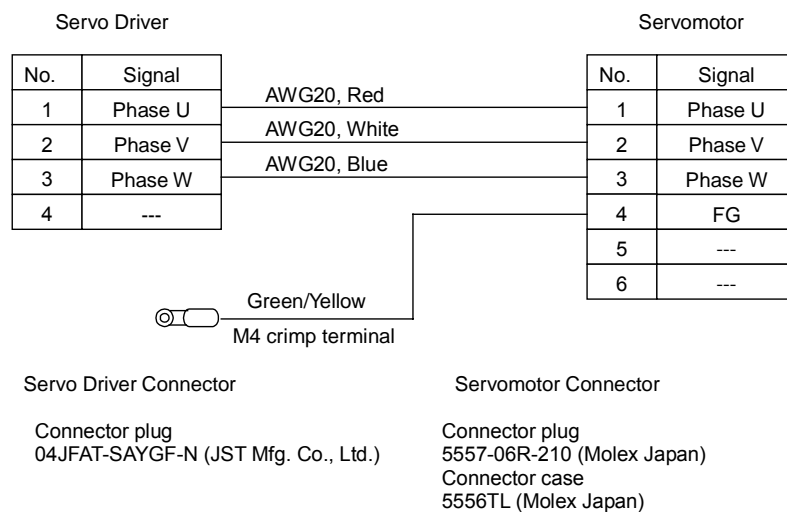 Servo Driver
Servomotor
No. Signal
1 Phase U
2 Phase V
3 Phase W
4 ---
AWG20, Red
AWG20, White
AWG20, Blue
No. Signal
1 Phase U
2 Phase V
3 Phase W
4 FG
5 ---
6 ---
Green/Yellow
M4 crimp terminal
Servo Driver Connector
Connector plug
04JFAT-SAYGF-N (JST Mfg. Co., Ltd.)
Servomotor Connector
Connector plug
5557-06R-210 (Molex Japan)
Connector case
5556TL (Molex Japan)